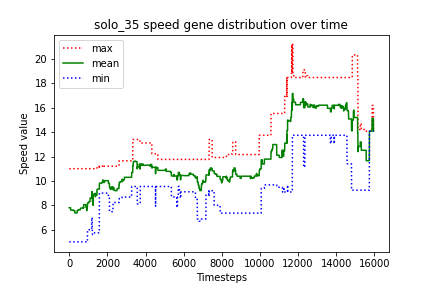 solo_35 speed gene distribution over time
max
mean
min
Speed value
22
20
18
16
14
12
10
8
6
0 2000 4000 6000 8000 10000 12000 14000 16000
Timesteps